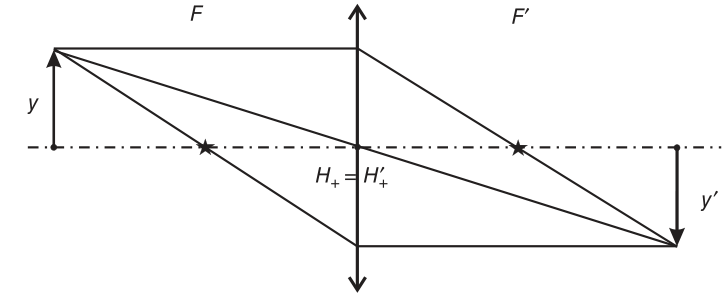 F
F′
y
H₊ = H′₊
y′